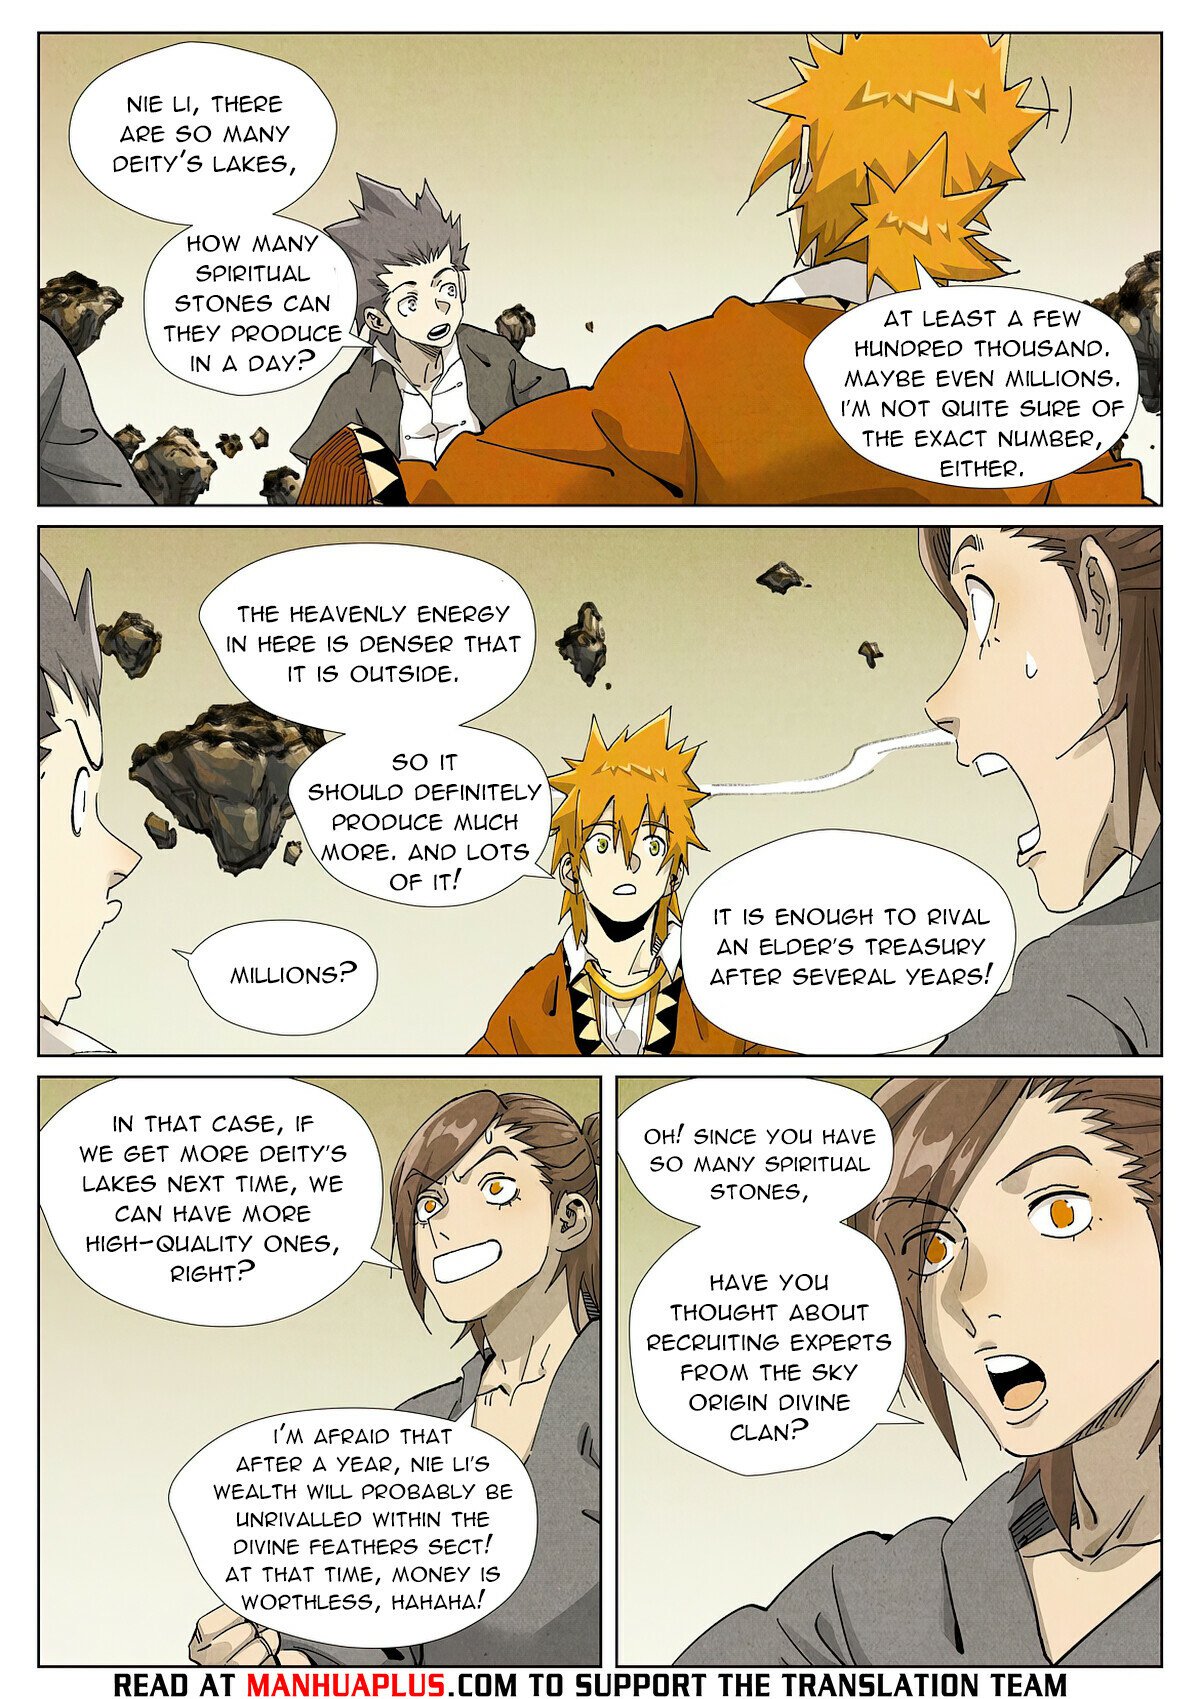 NIE LI, THERE
ARE SO MANY
DEITY'S LAKES,
HOW MANY
SPIRITUAL
STONES CAN
THEY PRODUCE
IN A DAY?
AT LEAST A FEW
HUNDRED THOUSAND.
MAYBE EVEN MILLIONS.
I'M NOT QUITE SURE OF
THE EXACT NUMBER,
EITHER.
THE HEAVENLY ENERGY
IN HERE IS DENSER THAT
IT IS OUTSIDE.
SO IT
SHOULD DEFINITELY
PRODUCE MUCH
MORE. AND LOTS
OF IT!
MILLIONS?
IT IS ENOUGH TO RIVAL
AN ELDER'S TREASURY
AFTER SEVERAL YEARS!
IN THAT CASE, IF
WE GET MORE DEITY'S
LAKES NEXT TIME, WE
CAN HAVE MORE
HIGH-QUALITY ONES,
RIGHT?
I'M AFRAID THAT
AFTER A YEAR, NIE LI'S
WEALTH WILL PROBABLY BE
UNRIVALLED WITHIN THE
DIVINE FEATHERS SECT!
AT THAT TIME, MONEY IS
WORTHLESS, HAHAHA!
OH! SINCE YOU HAVE
SO MANY SPIRITUAL
STONES,
HAVE YOU
THOUGHT ABOUT
RECRUITING EXPERTS
FROM THE SKY
ORIGIN DIVINE
CLAN?
READ AT MANHUAPLUS.COM TO SUPPORT THE TRANSLATION TEAM